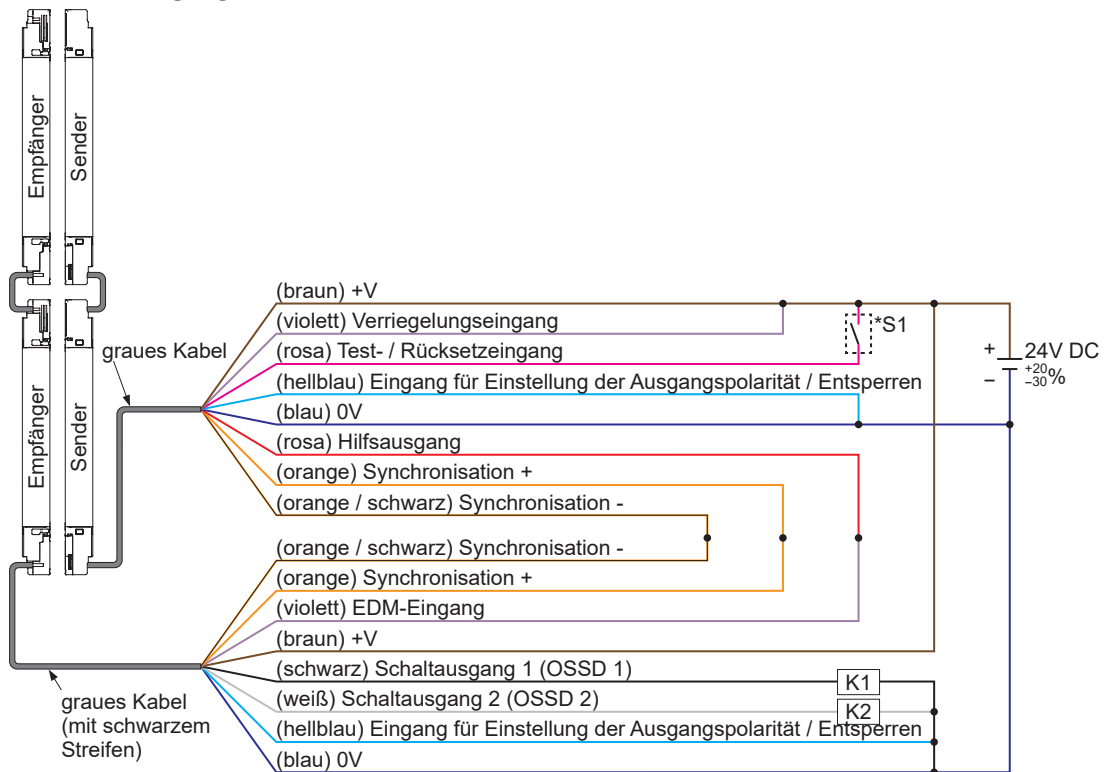 Empfänger
Sender
Empfänger
Sender
graues Kabel
(braun) +V
(violett) Verriegelungseingang
*S1
(rosa) Test- / Rücksetzeingang
(hellblau) Eingang für Einstellung der Ausgangspolarität / Entsperren
(blau) 0V
(rosa) Hilfsausgang
(orange) Synchronisation +
(orange / schwarz) Synchronisation -
+ 24V DC
– +20 –30 %
(orange / schwarz) Synchronisation -
(orange) Synchronisation +
(violett) EDM-Eingang
(braun) +V
(schwarz) Schaltausgang 1 (OSSD 1)
K1
(weiß) Schaltausgang 2 (OSSD 2)
K2
(hellblau) Eingang für Einstellung der Ausgangspolarität / Entsperren
(blau) 0V
graues Kabel
(mit schwarzem
Streifen)